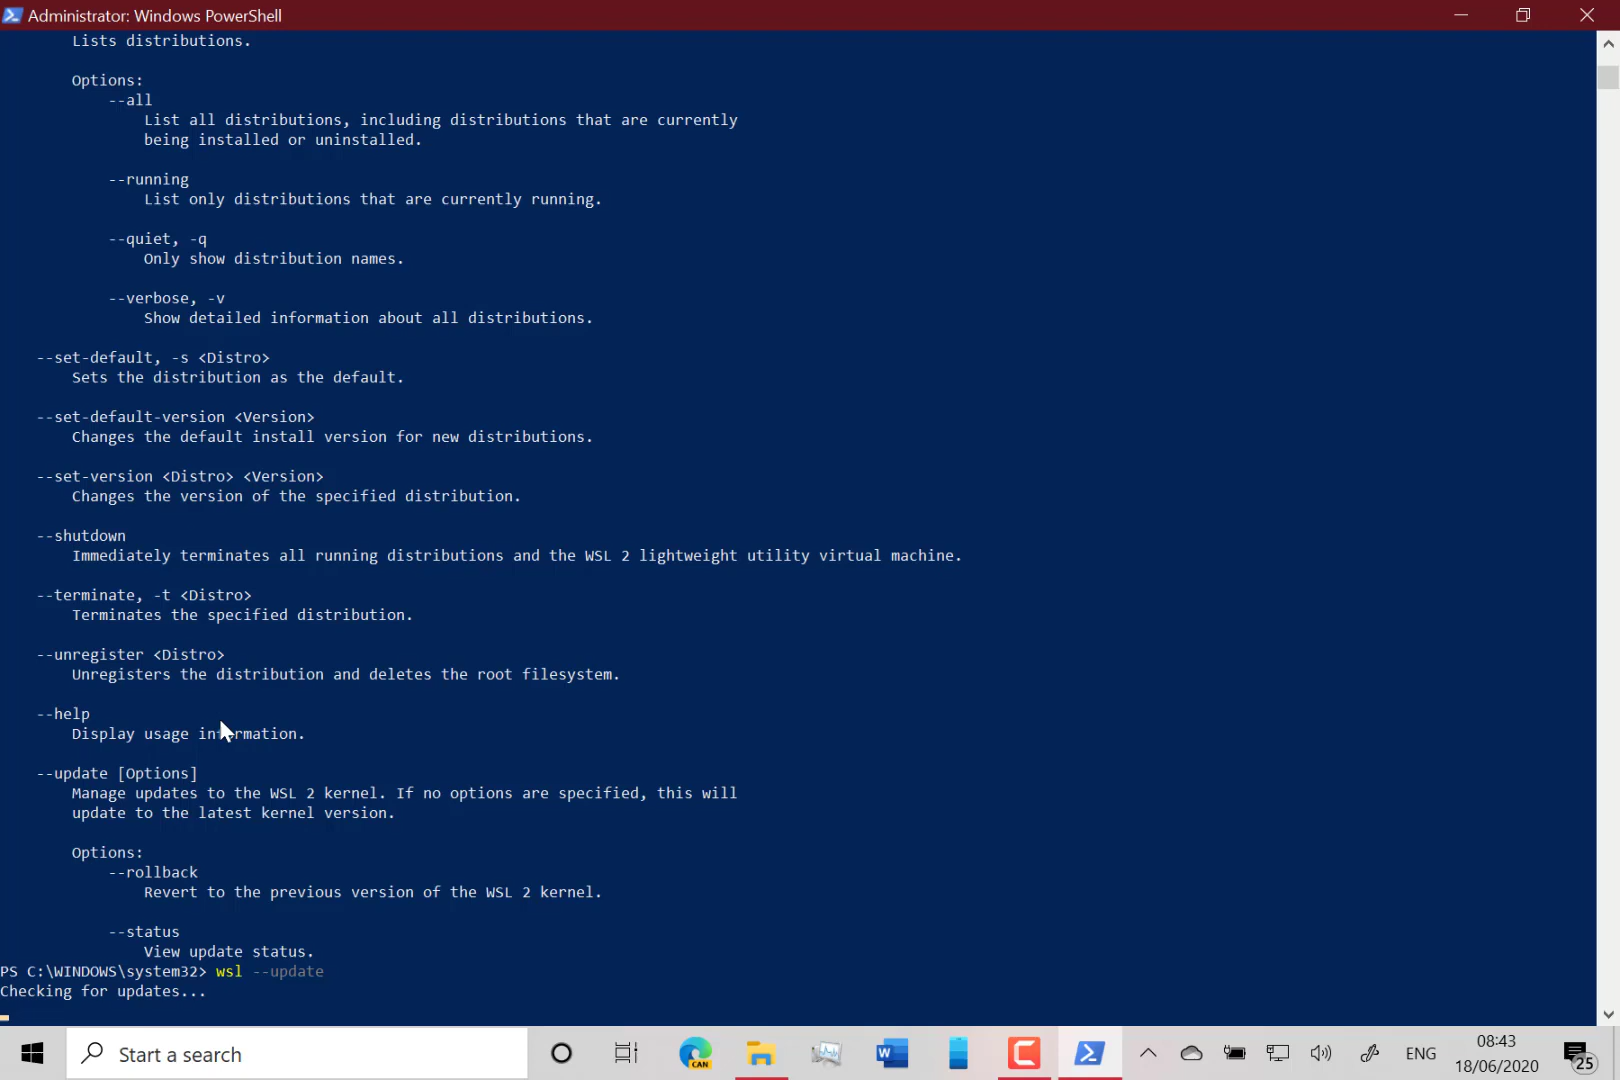 Administrator: Windows PowerShell
Lists distributions.
Options:
--all
List all distributions, including distributions that are currently
being installed or uninstalled.
--running
List only distributions that are currently running.
--quiet, -q
Only show distribution names.
--verbose, -v
Show detailed information about all distributions.
--set-default, -s <Distro>
Sets the distribution as the default.
--set-default-version <Version>
Changes the default install version for new distributions.
--set-version <Distro> <Version>
Changes the version of the specified distribution.
--shutdown
Immediately terminates all running distributions and the WSL 2 lightweight utility virtual machine.
--terminate, -t <Distro>
Terminates the specified distribution.
--unregister <Distro>
Unregisters the distribution and deletes the root filesystem.
--help
Display usage information.
--update [Options]
Manage updates to the WSL 2 kernel. If no options are specified, this will
update to the latest kernel version.
Options:
--rollback
Revert to the previous version of the WSL 2 kernel.
--status
View update status.
PS C:\WINDOWS\system32> wsl --update
Checking for updates...
Start a search
CAN
W
ENG
08:43
18/06/2020
25